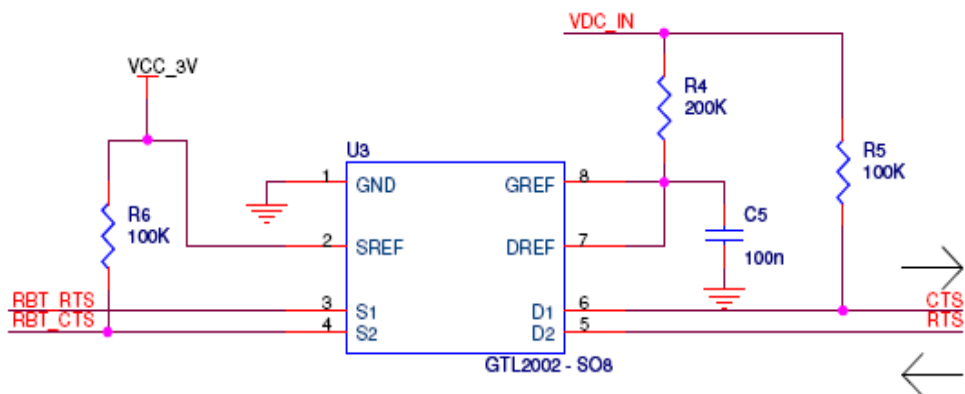 VDC_IN
VCC_3V
R4
200K
U3
R5
100K
1
GND
GREF
8
R6
100K
C5
100n
2
SREF
DREF
7
RBT_RTS
3
S1
D1
6
CTS
RBT_CTS
4
S2
D2
5
RTS
GTL2002 - SO8